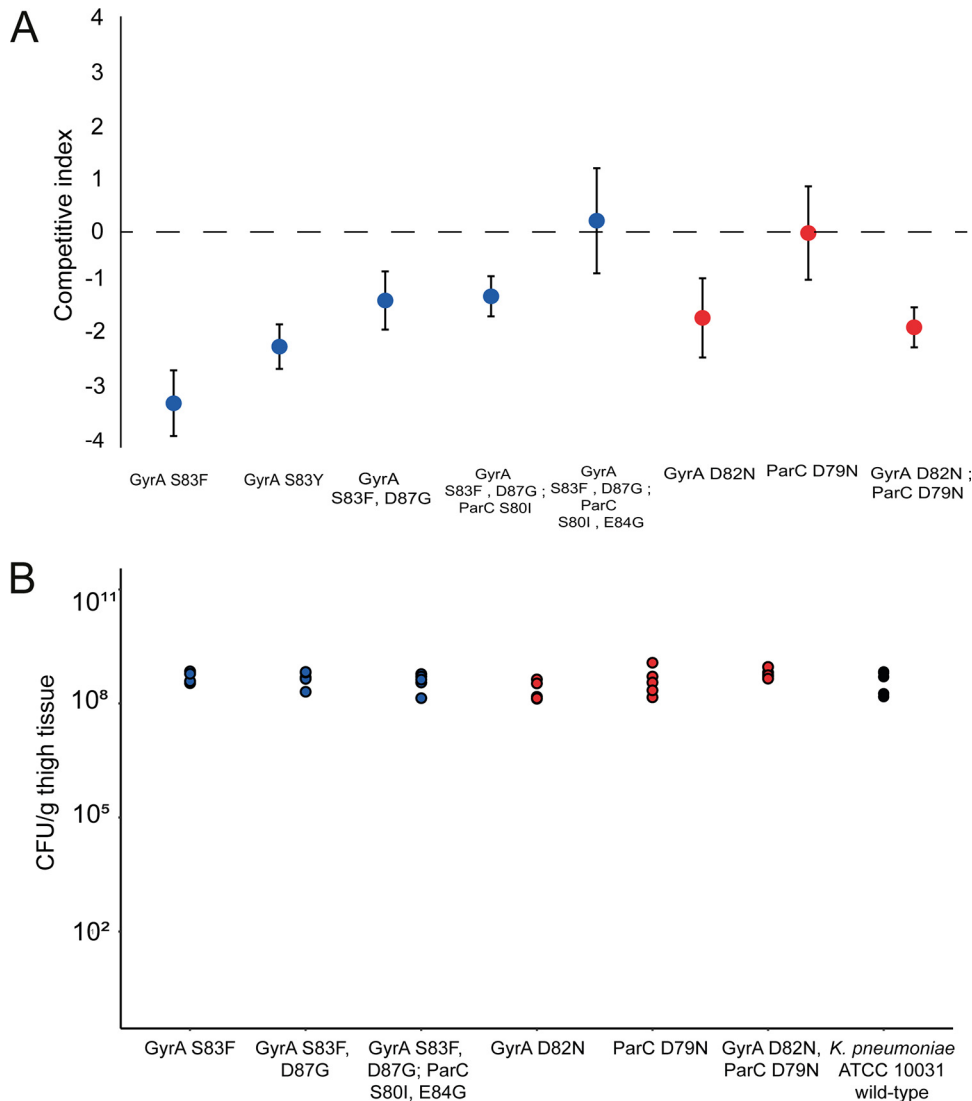 A
4
3
2
1
0
-1
-2
-3
-4
Competitive index
GyrA S83F
GyrA S83Y
GyrA
S83F, D87G
GyrA
S83F , D87G ;
ParC S80I
GyrA
S83F , D87G ;
ParC
S80I , E84G
GyrA D82N
ParC D79N
GyrA D82N ;
ParC D79N
B
10¹¹
10⁸
10⁵
10²
CFU/g thigh tissue
GyrA S83F
GyrA S83F,
D87G
GyrA S83F,
D87G; ParC
S80I, E84G
GyrA D82N
ParC D79N
GyrA D82N,
ParC D79N
K. pneumoniae
ATCC 10031
wild-type